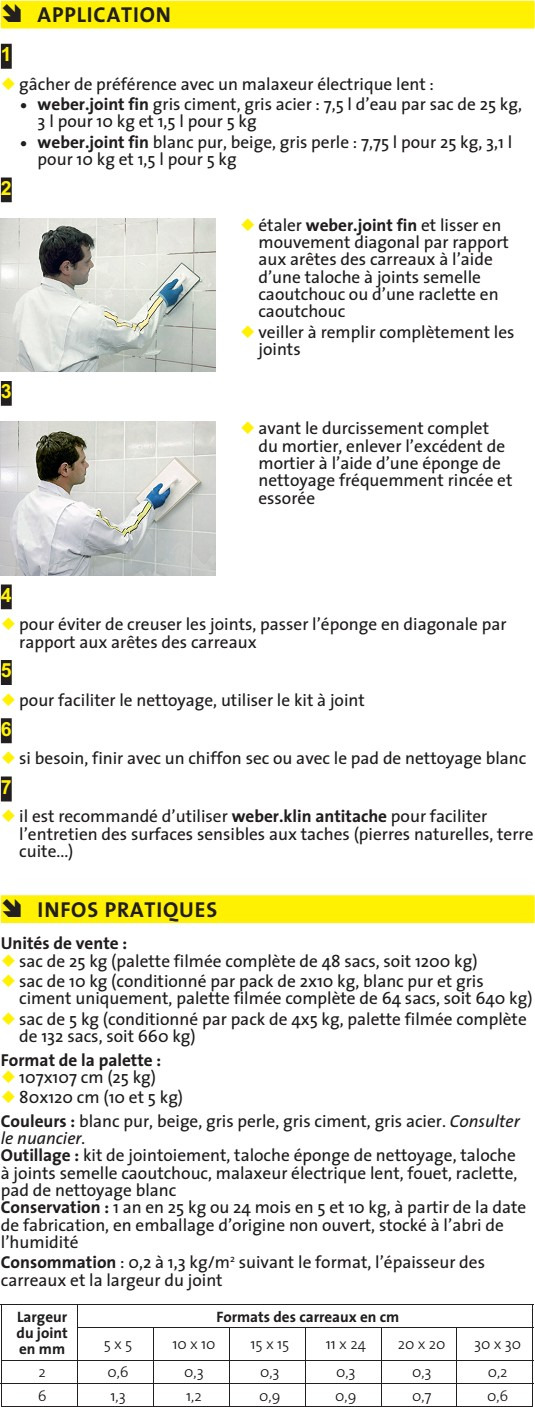 APPLICATION
1
gâcher de préférence avec un malaxeur électrique lent :
• weber.joint fin gris ciment, gris acier : 7,5 l d’eau par sac de 25 kg,
3 l pour 10 kg et 1,5 l pour 5 kg
• weber.joint fin blanc pur, beige, gris perle : 7,75 l pour 25 kg, 3,1 l
pour 10 kg et 1,5 l pour 5 kg
2
étaler weber.joint fin et lisser en
mouvement diagonal par rapport
aux arêtes des carreaux à l’aide
d’une taloche à joints semelle
caoutchouc ou d’une raclette en
caoutchouc
veiller à remplir complètement les
joints
3
avant le durcissement complet
du mortier, enlever l’excédent de
mortier à l’aide d’une éponge de
nettoyage fréquemment rincée et
essorée
4
pour éviter de creuser les joints, passer l’éponge en diagonale par
rapport aux arêtes des carreaux
5
pour faciliter le nettoyage, utiliser le kit à joint
6
si besoin, finir avec un chiffon sec ou avec le pad de nettoyage blanc
7
il est recommandé d’utiliser weber.klin antitache pour faciliter
l’entretien des surfaces sensibles aux taches (pierres naturelles, terre
cuite...)
INFOS PRATIQUES
Unités de vente :
sac de 25 kg (palette filmée complète de 48 sacs, soit 1200 kg)
sac de 10 kg (conditionné par pack de 2x10 kg, blanc pur et gris
ciment uniquement, palette filmée complète de 64 sacs, soit 640 kg)
sac de 5 kg (conditionné par pack de 4x5 kg, palette filmée complète
de 132 sacs, soit 660 kg)
Format de la palette :
107x107 cm (25 kg)
80x120 cm (10 et 5 kg)
Couleurs : blanc pur, beige, gris perle, gris ciment, gris acier. Consulter
le nuancier.
Outillage : kit de jointoiement, taloche éponge de nettoyage, taloche
à joints semelle caoutchouc, malaxeur électrique lent, fouet, raclette,
pad de nettoyage blanc
Conservation : 1 an en 25 kg ou 24 mois en 5 et 10 kg, à partir de la date
de fabrication, en emballage d’origine non ouvert, stocké à l’abri de
l’humidité
Consommation : 0,2 à 1,3 kg/m² suivant le format, l’épaisseur des
carreaux et la largeur du joint
Largeur du joint en mm Formats des carreaux en cm
5 x 5 10 x 10 15 x 15 11 x 24 20 x 20 30 x 30
2 0,6 0,3 0,3 0,3 0,3 0,2
6 1,3 1,2 0,9 0,9 0,7 0,6